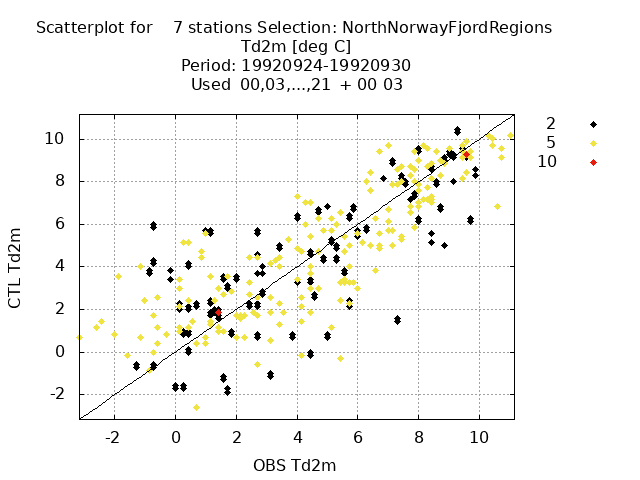 Scatterplot for 7 stations Selection: NorthNorwayFjordRegions
Td2m [deg C]
Period: 19920924-19920930
Used 00,03,...,21 + 00 03
2
5
10
10
8
6
4
2
0
-2
CTL Td2m
-2 0 2 4 6 8 10
OBS Td2m